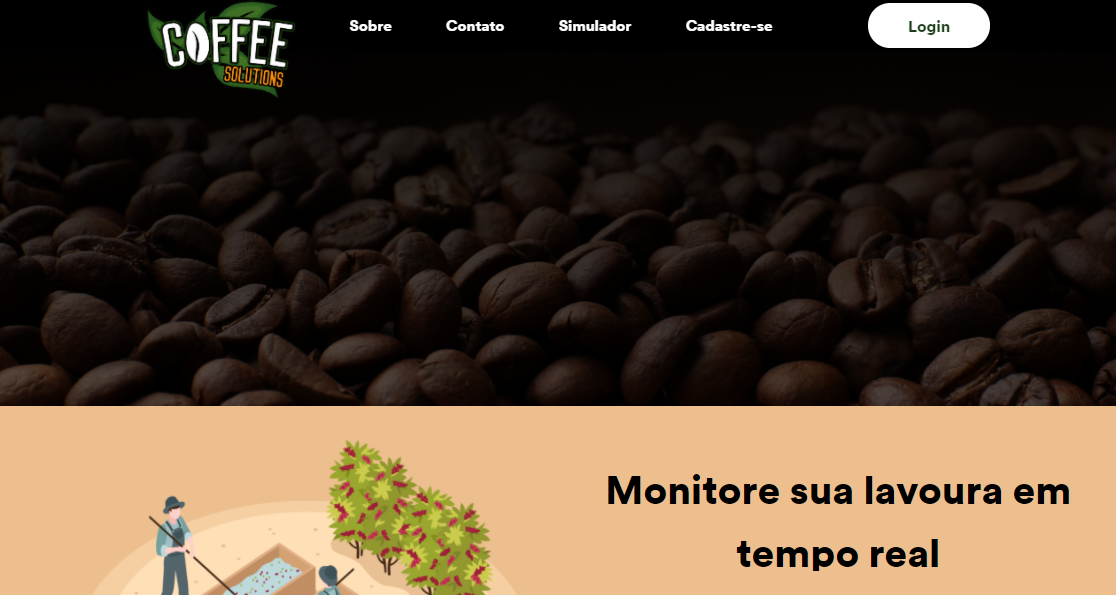 COFFEE
SOLUTIONS
Sobre
Contato
Simulador
Cadastre-se
Login
Monitore sua lavoura em
tempo real